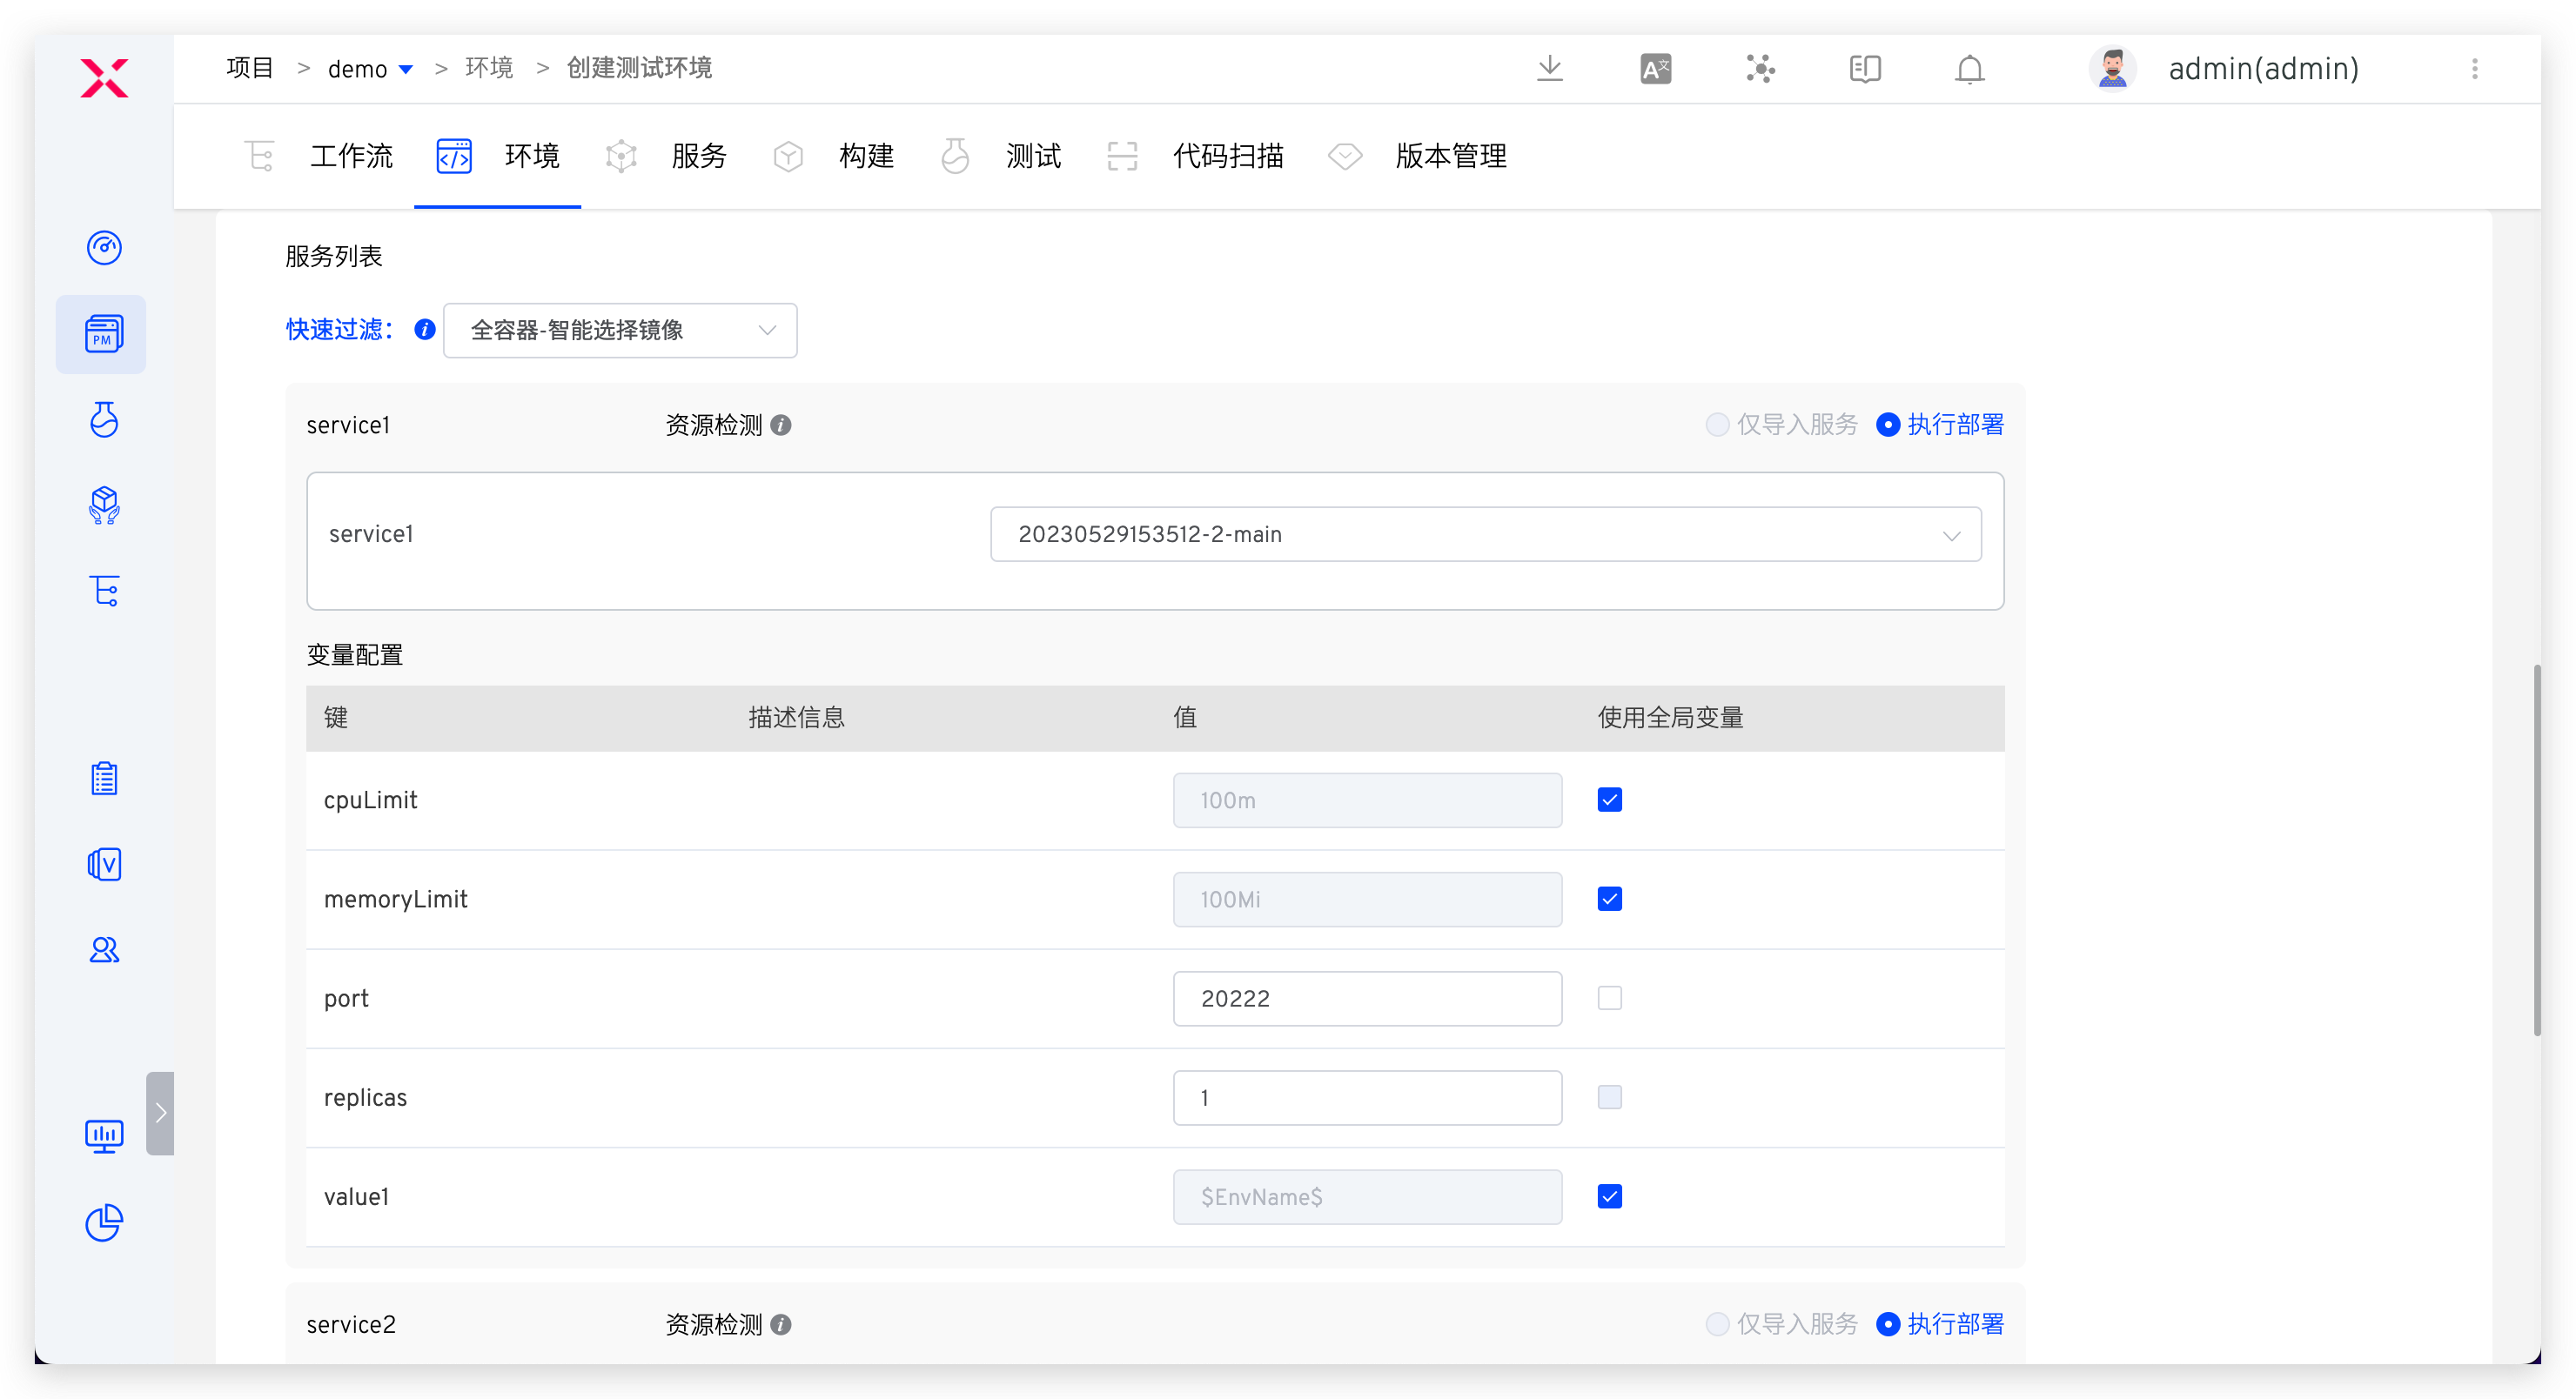 项目 > demo > 环境 > 创建测试环境
admin(admin)
工作流 环境 服务 构建 测试 代码扫描 版本管理
PM
服务列表
快速过滤： 全容器-智能选择镜像
service1 资源检测 仅导入服务 执行部署
service1 20230529153512-2-main
变量配置
键 描述信息 值 使用全局变量
cpuLimit 100m
memoryLimit 100Mi
port 20222
replicas 1
value1 $EnvName$
service2 资源检测 仅导入服务 执行部署